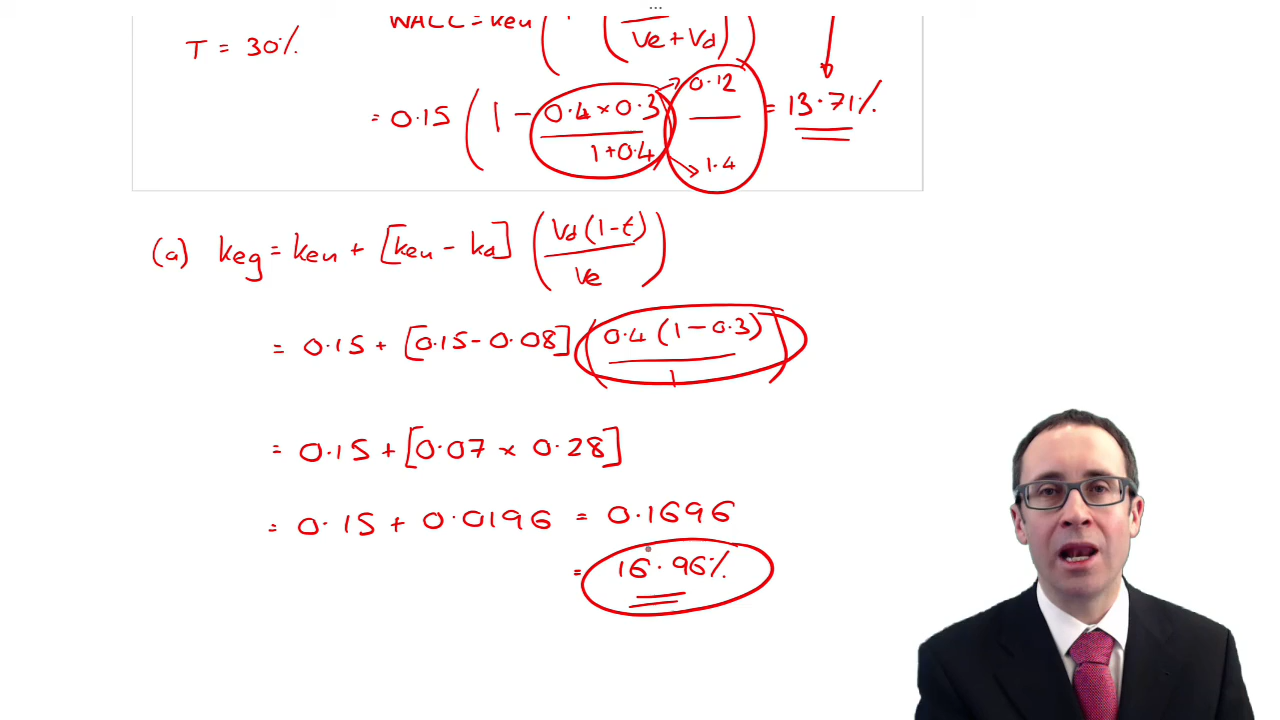 WACC = keu ( (Ve + Vd) )
T = 30%
= 0.15 ( 1 - 0.4 × 0.3 / 1 + 0.4 ) 0.12 / 1.4 = 13.71%
(a) keg = keu + [keu - kd] ( Vd (1 - t) / Ve )
= 0.15 + [0.15 - 0.08] ( 0.4 (1 - 0.3) / 1 )
= 0.15 + [0.07 × 0.28]
= 0.15 + 0.0196 = 0.1696
= 16.96%